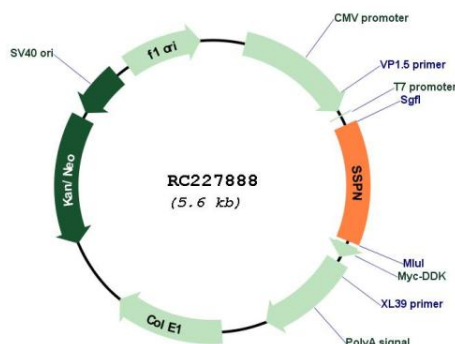 CMV promoter
SV40 ori
f1 ori
VP1.5 primer
T7 promoter
SgfI
Kan/ Neo
RC227888
(5.6 kb)
SSPN
MluI
Myc-DDK
XL39 primer
Col E1
PolyA signal